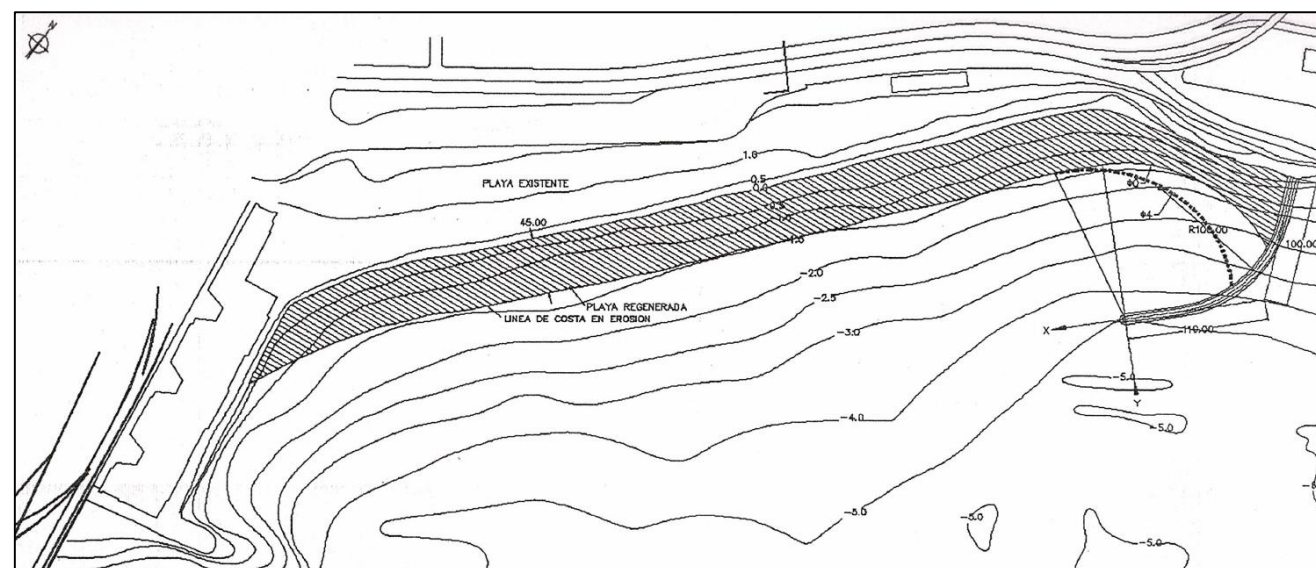 N
1.0
PLAYA EXISTENTE
0.5
0.0
45.00
-2.0
-2.5
-3.0
PLAYA REGENERADA
LINEA DE COSTA EN EROSION
R100.00
100.00
X
110.00
Y
-5.0
-5.0
-4.0
-5.0
-5.0
-5.0